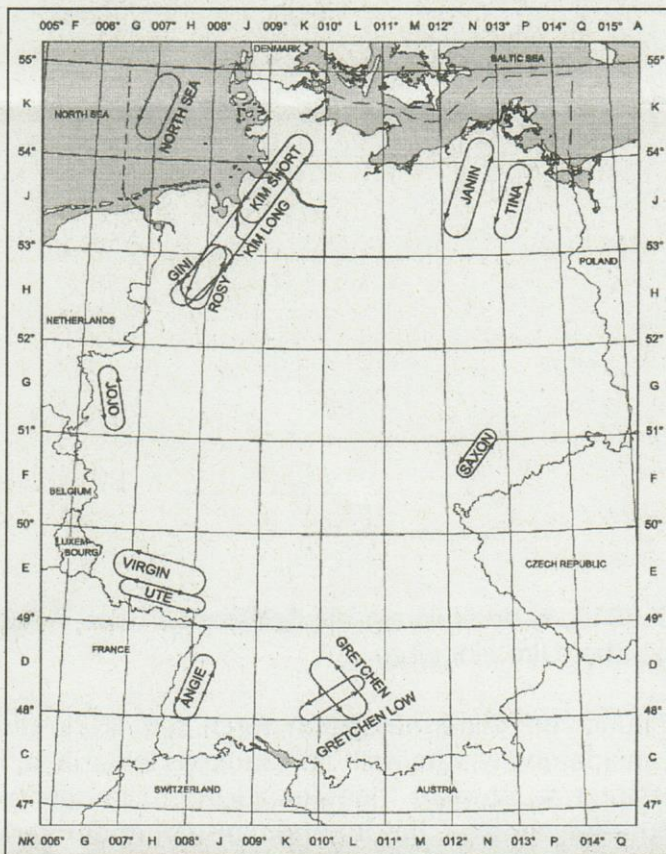 005° F 006° G 007° H 008° J 009° K 010° L 011° M 012° N 013° P 014° Q 015° A
55°
DENMARK
BALTIC SEA
55°
K
NORTH SEA
NORTH SEA
K
54°
KIM SHORT
JANIN
TINA
54°
J
KIM LONG
J
53°
GINI
ROSY
POLAND
53°
H
H
NETHERLANDS
52°
52°
G
JOJO
G
51°
SAXON
51°
F
F
BELGIUM
50°
50°
LUXEM-
BOURG
E
VIRGIN
CZECH REPUBLIC
E
UTE
49°
49°
FRANCE
D
GRETCHEN
D
ANGIE
48°
GRETCHEN LOW
48°
C
C
SWITZERLAND
AUSTRIA
47°
47°
N/K 006° G 007° H 008° J 009° K 010° L 011° M 012° N 013° P 014° Q